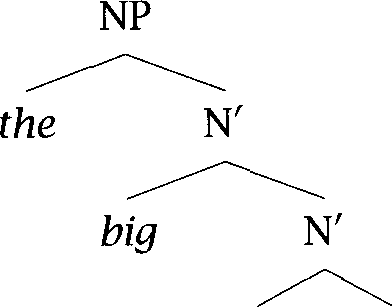 NP
the N′
big N′